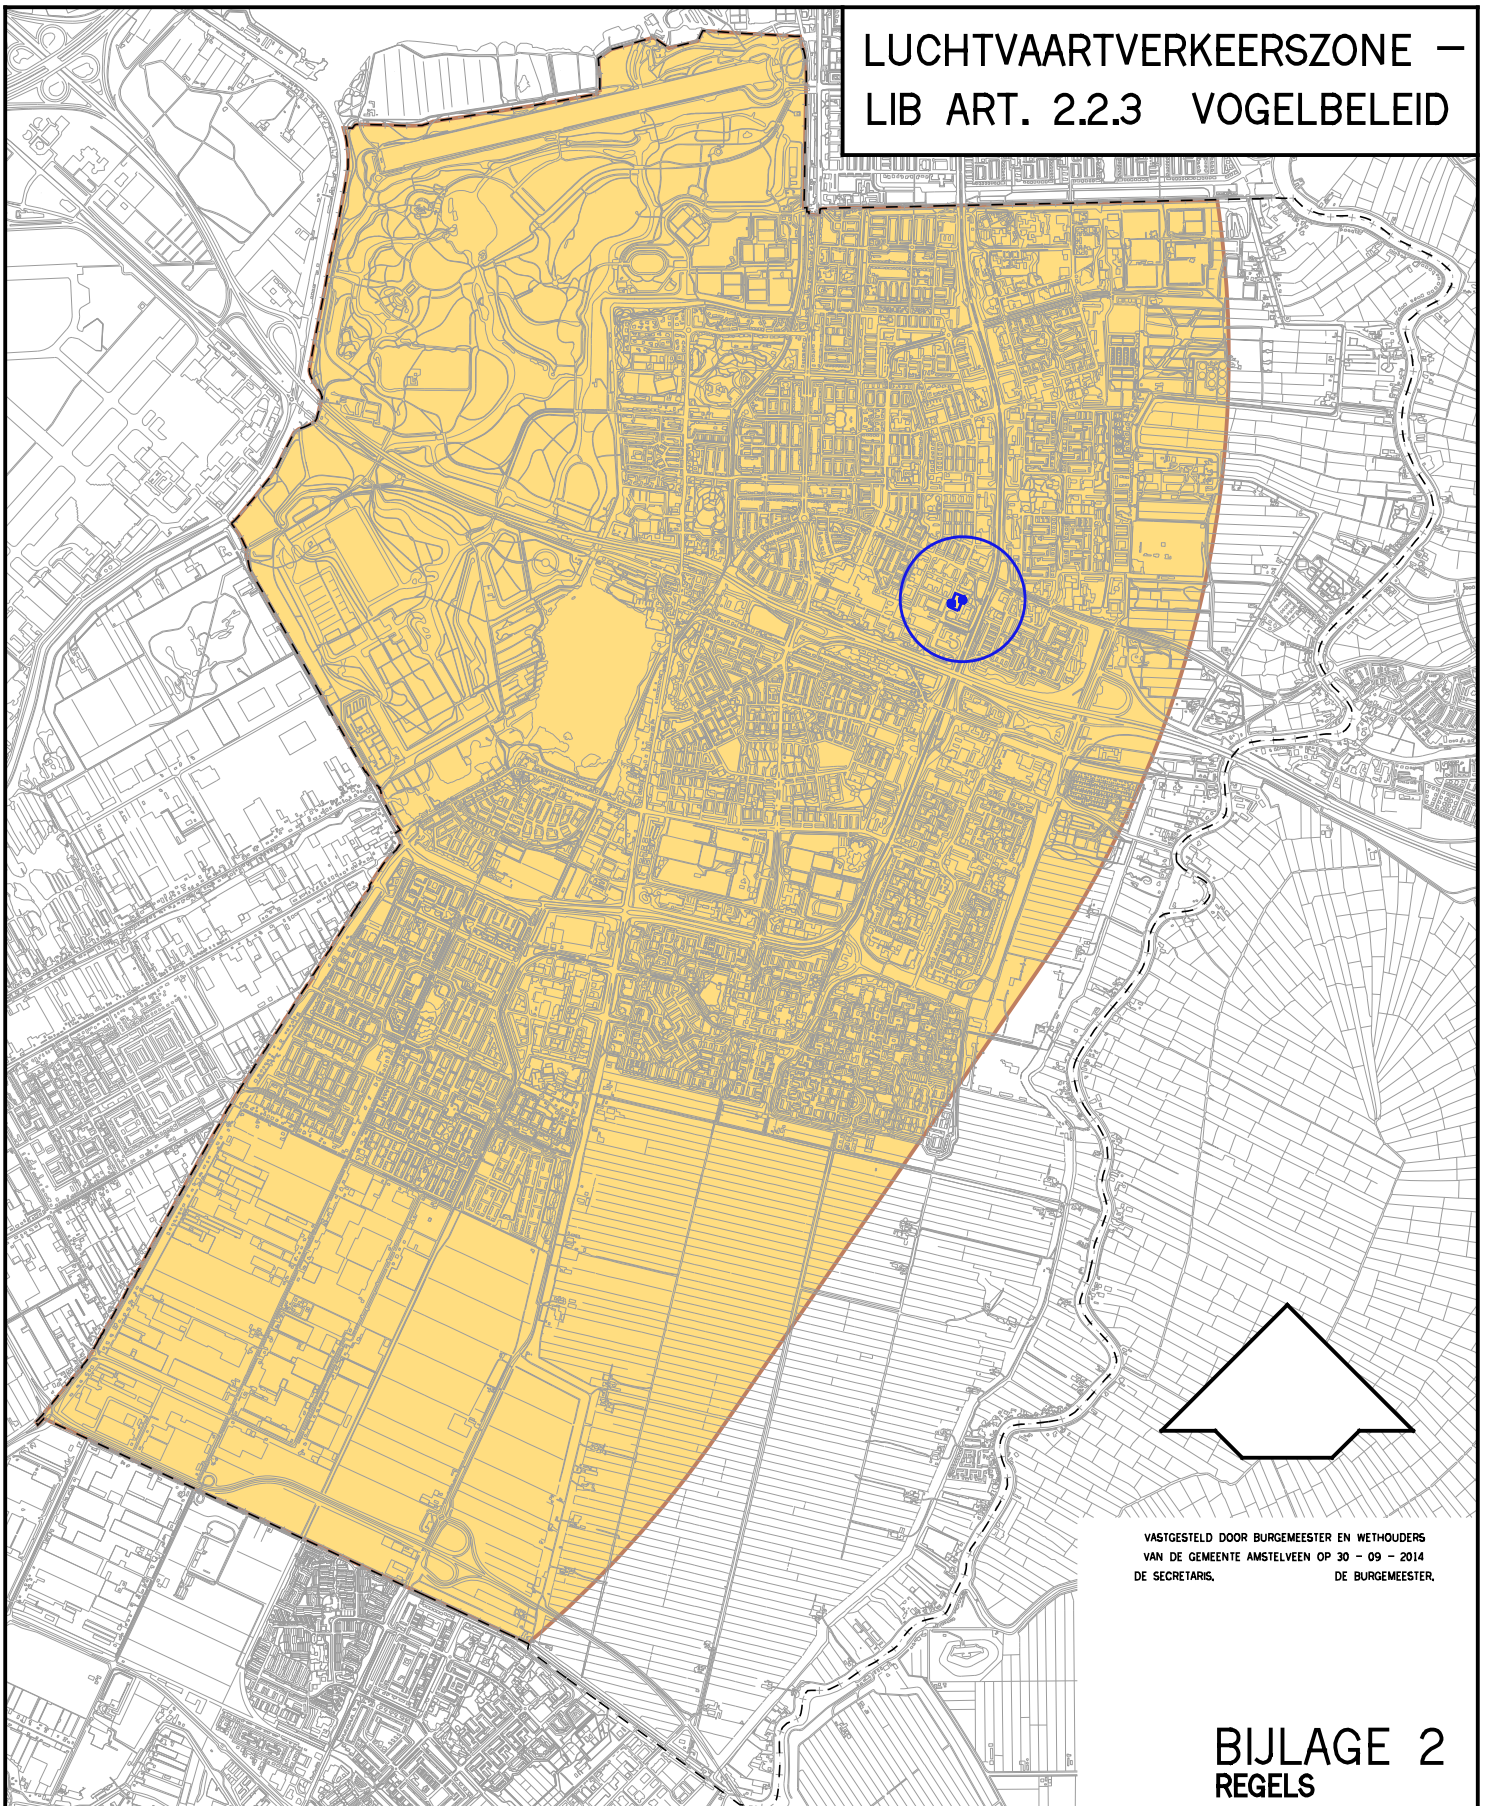 LUCHTVAARTVERKEERSZONE –
LIB ART. 2.2.3 VOGELBELEID
VASTGESTELD DOOR BURGEMEESTER EN WETHOUDERS
VAN DE GEMEENTE AMSTELVEEN OP 30 - 09 - 2014
DE SECRETARIS, DE BURGEMEESTER,
BIJLAGE 2
REGELS